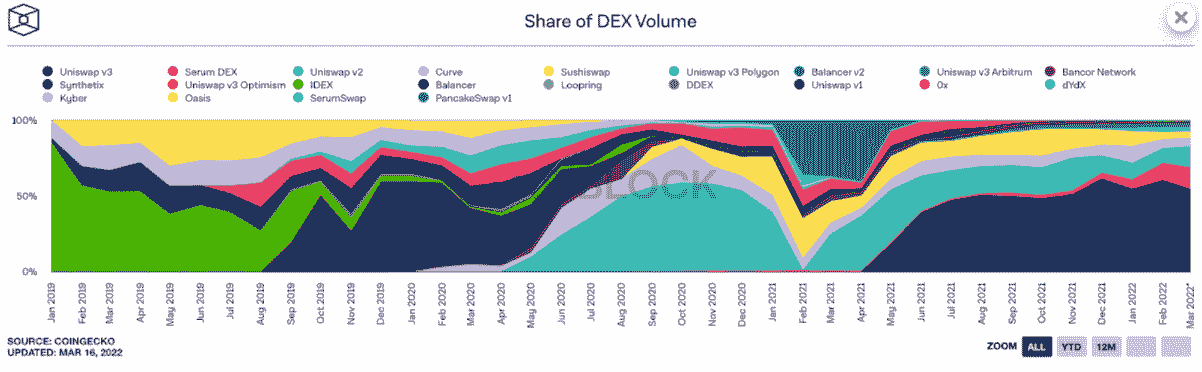 Share of DEX Volume
Uniswap v3 Serum DEX Uniswap v2 Curve Sushiswap Uniswap v3 Polygon Balancer v2 Uniswap v3 Arbitrum Bancor Network
Synthetix Uniswap v3 Optimism IDEX Balancer Loopring DDEX Uniswap v1 0x dYdX
Kyber Oasis SerumSwap PancakeSwap v1
100%
50%
0%
BLOCK
Jan 2019 Feb 2019 Mar 2019 Apr 2019 May 2019 Jun 2019 Jul 2019 Aug 2019 Sep 2019 Oct 2019 Nov 2019 Dec 2019 Jan 2020 Feb 2020 Mar 2020 Apr 2020 May 2020 Jun 2020 Jul 2020 Aug 2020 Sep 2020 Oct 2020 Nov 2020 Dec 2020 Jan 2021 Feb 2021 Mar 2021 Apr 2021 May 2021 Jun 2021 Jul 2021 Aug 2021 Sep 2021 Oct 2021 Nov 2021 Dec 2021 Jan 2022 Feb 2022 Mar 2022*
SOURCE: COINGECKO
UPDATED: MAR 16, 2022
ZOOM ALL YTD 12M